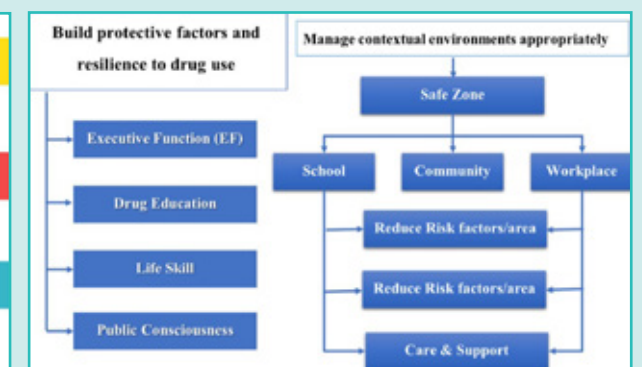 Build protective factors and
resilience to drug use
Executive Function (EF)
Drug Education
Life Skill
Public Consciousness
Manage contextual environments appropriately
Safe Zone
School
Community
Workplace
Reduce Risk factors/area
Reduce Risk factors/area
Care & Support